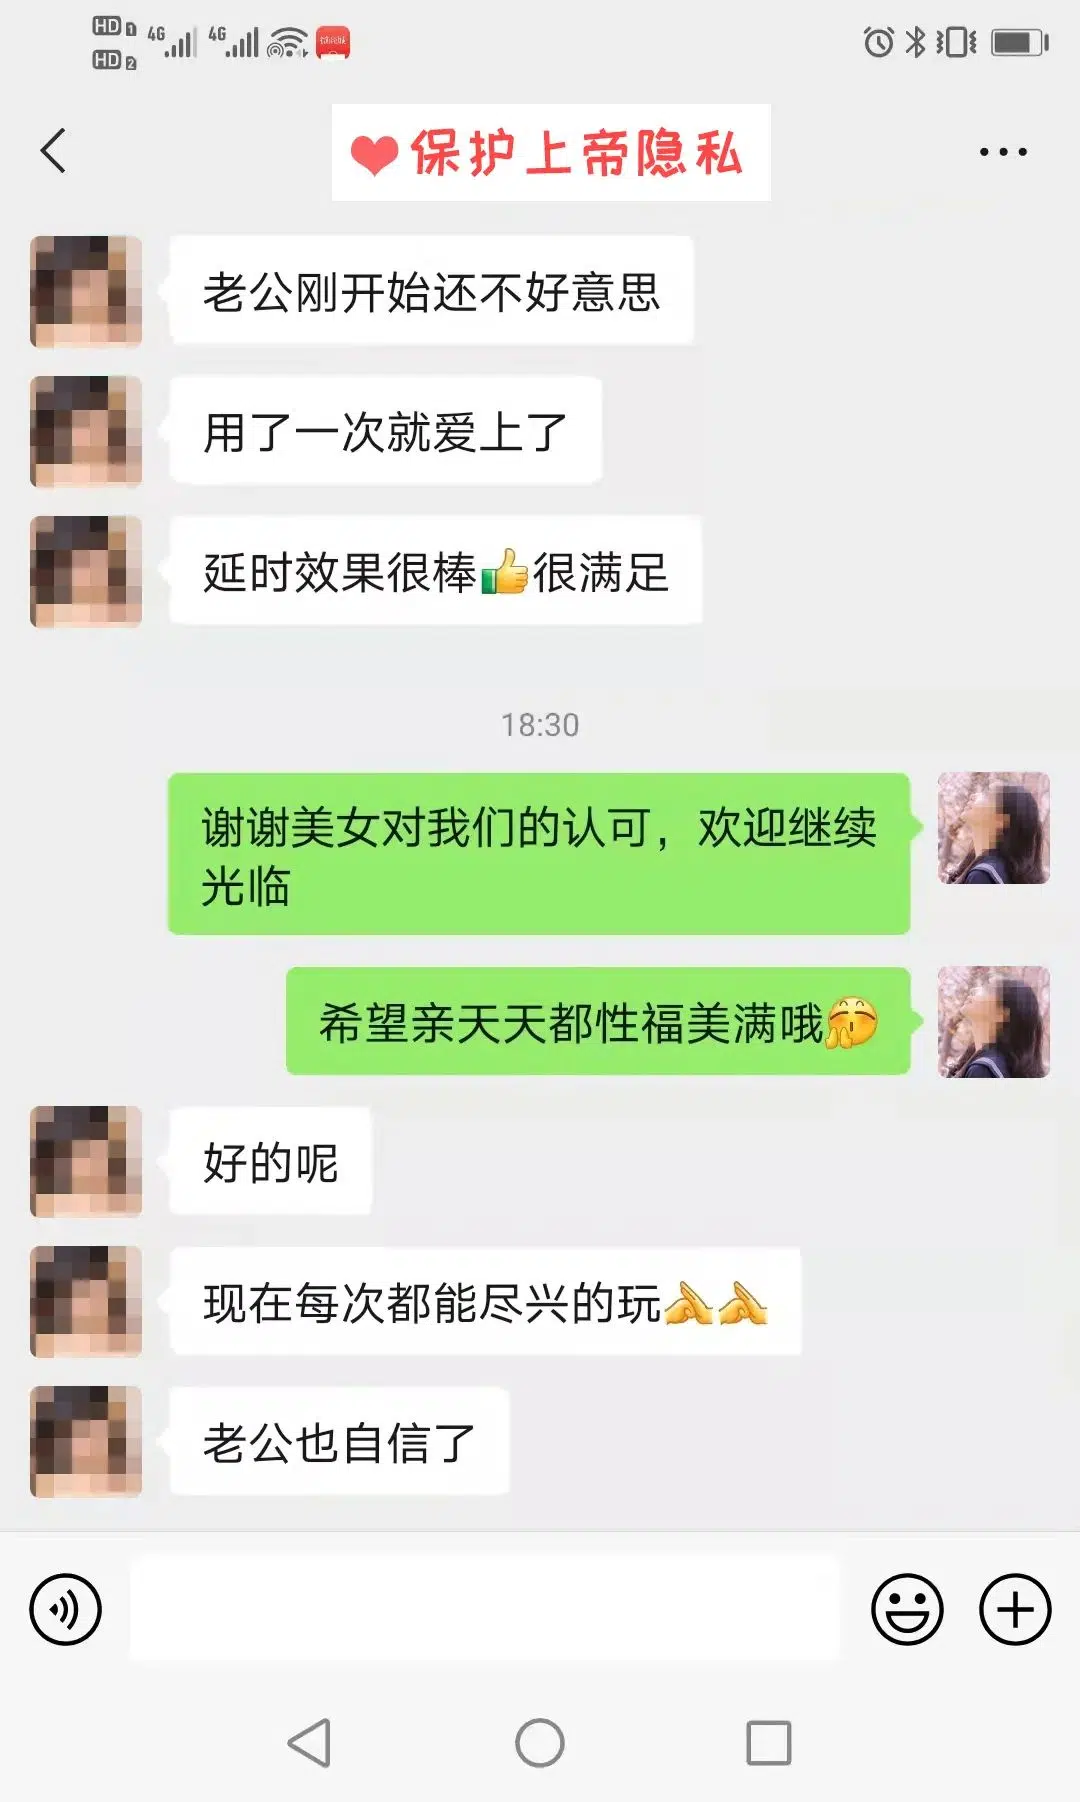 HD 1 4G 4G
HD 2
保护上帝隐私
老公刚开始还不好意思
用了一次就爱上了
延时效果很棒👍很满足
18:30
谢谢美女对我们的认可，欢迎继续
光临
希望亲天天都性福美满哦
好的呢
现在每次都能尽兴的玩
老公也自信了